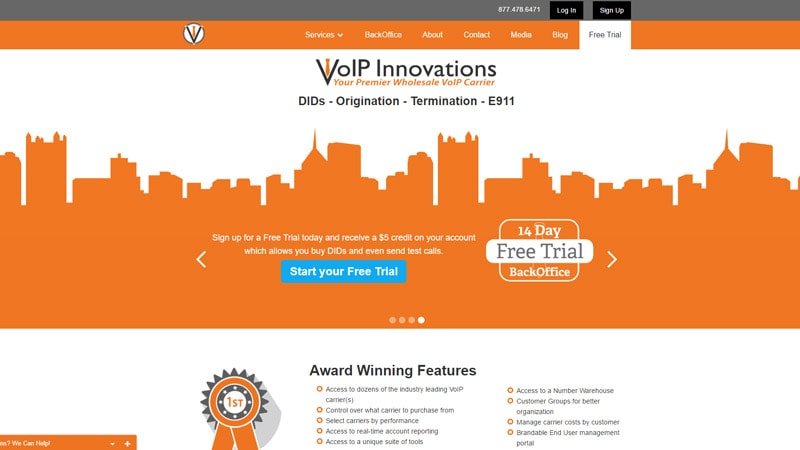 877.478.6471 Log In Sign Up
Services BackOffice About Contact Media Blog Free Trial
VoIP Innovations
Your Premier Wholesale VoIP Carrier
DIDs - Origination - Termination - E911
Sign up for a Free Trial today and receive a $5 credit on your account
which allows you buy DIDs and even send test calls.
Start your Free Trial
14 Day
Free Trial
BackOffice
Award Winning Features
1ST
Access to dozens of the industry leading VoIP
carrier(s)
Control over what carrier to purchase from
Select carriers by performance
Access to real-time account reporting
Access to a unique suite of tools
Access to a Number Warehouse
Customer Groups for better
organization
Manage carrier costs by customer
Brandable End User management
portal
? We Can Help!